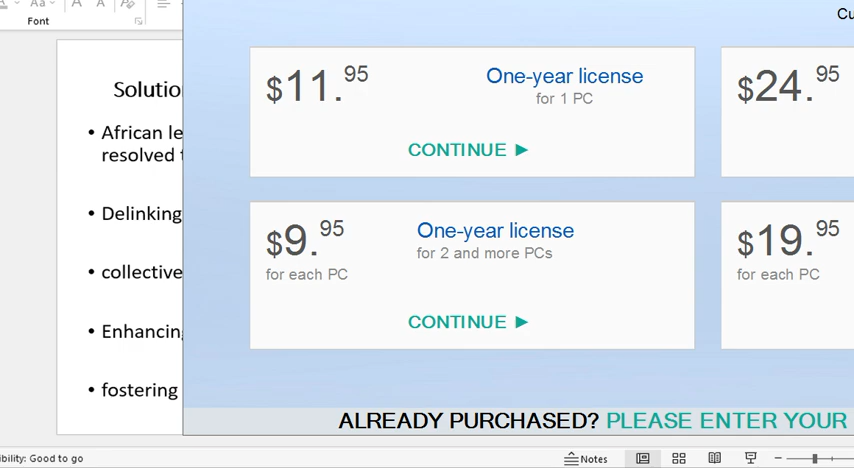 Aa
A
A
Font
Solutio
• African le
resolved t
• Delinking
• collective
• Enhancing
• fostering
Cu
$11.95
One-year license
for 1 PC
CONTINUE ►
$24.95
$9.95
for each PC
One-year license
for 2 and more PCs
CONTINUE ►
$19.95
for each PC
ALREADY PURCHASED? PLEASE ENTER YOUR
ibility: Good to go
Notes